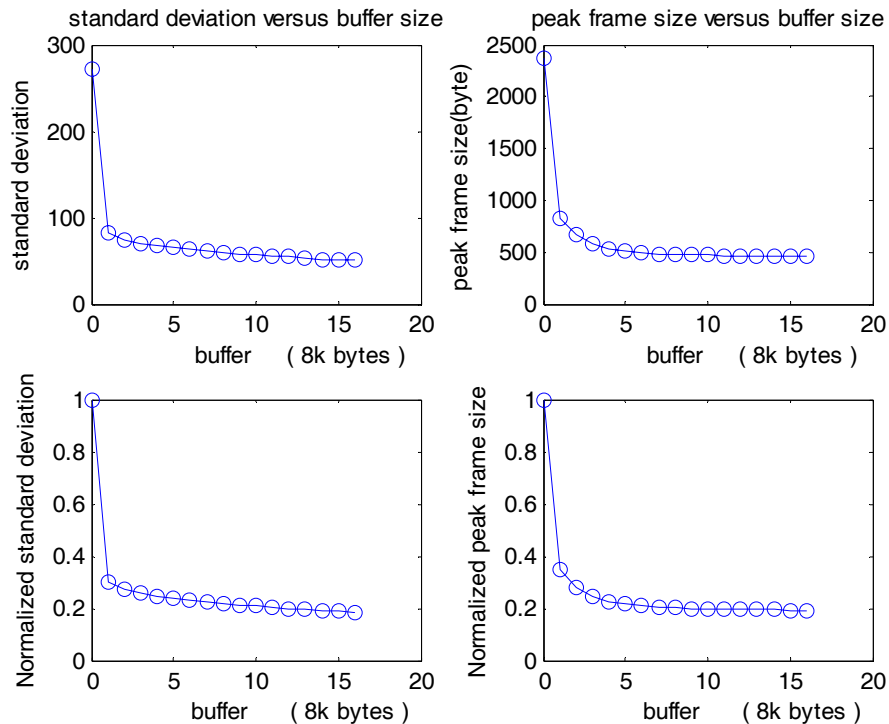 standard deviation versus buffer size
300
200
100
0
0 5 10 15 20
standard deviation
buffer ( 8k bytes )
peak frame size versus buffer size
2500
2000
1500
1000
500
0
0 5 10 15 20
peak frame size(byte)
buffer ( 8k bytes )
1
0.8
0.6
0.4
0.2
0
0 5 10 15 20
Normalized standard deviation
buffer ( 8k bytes )
1
0.8
0.6
0.4
0.2
0
0 5 10 15 20
Normalized peak frame size
buffer ( 8k bytes )